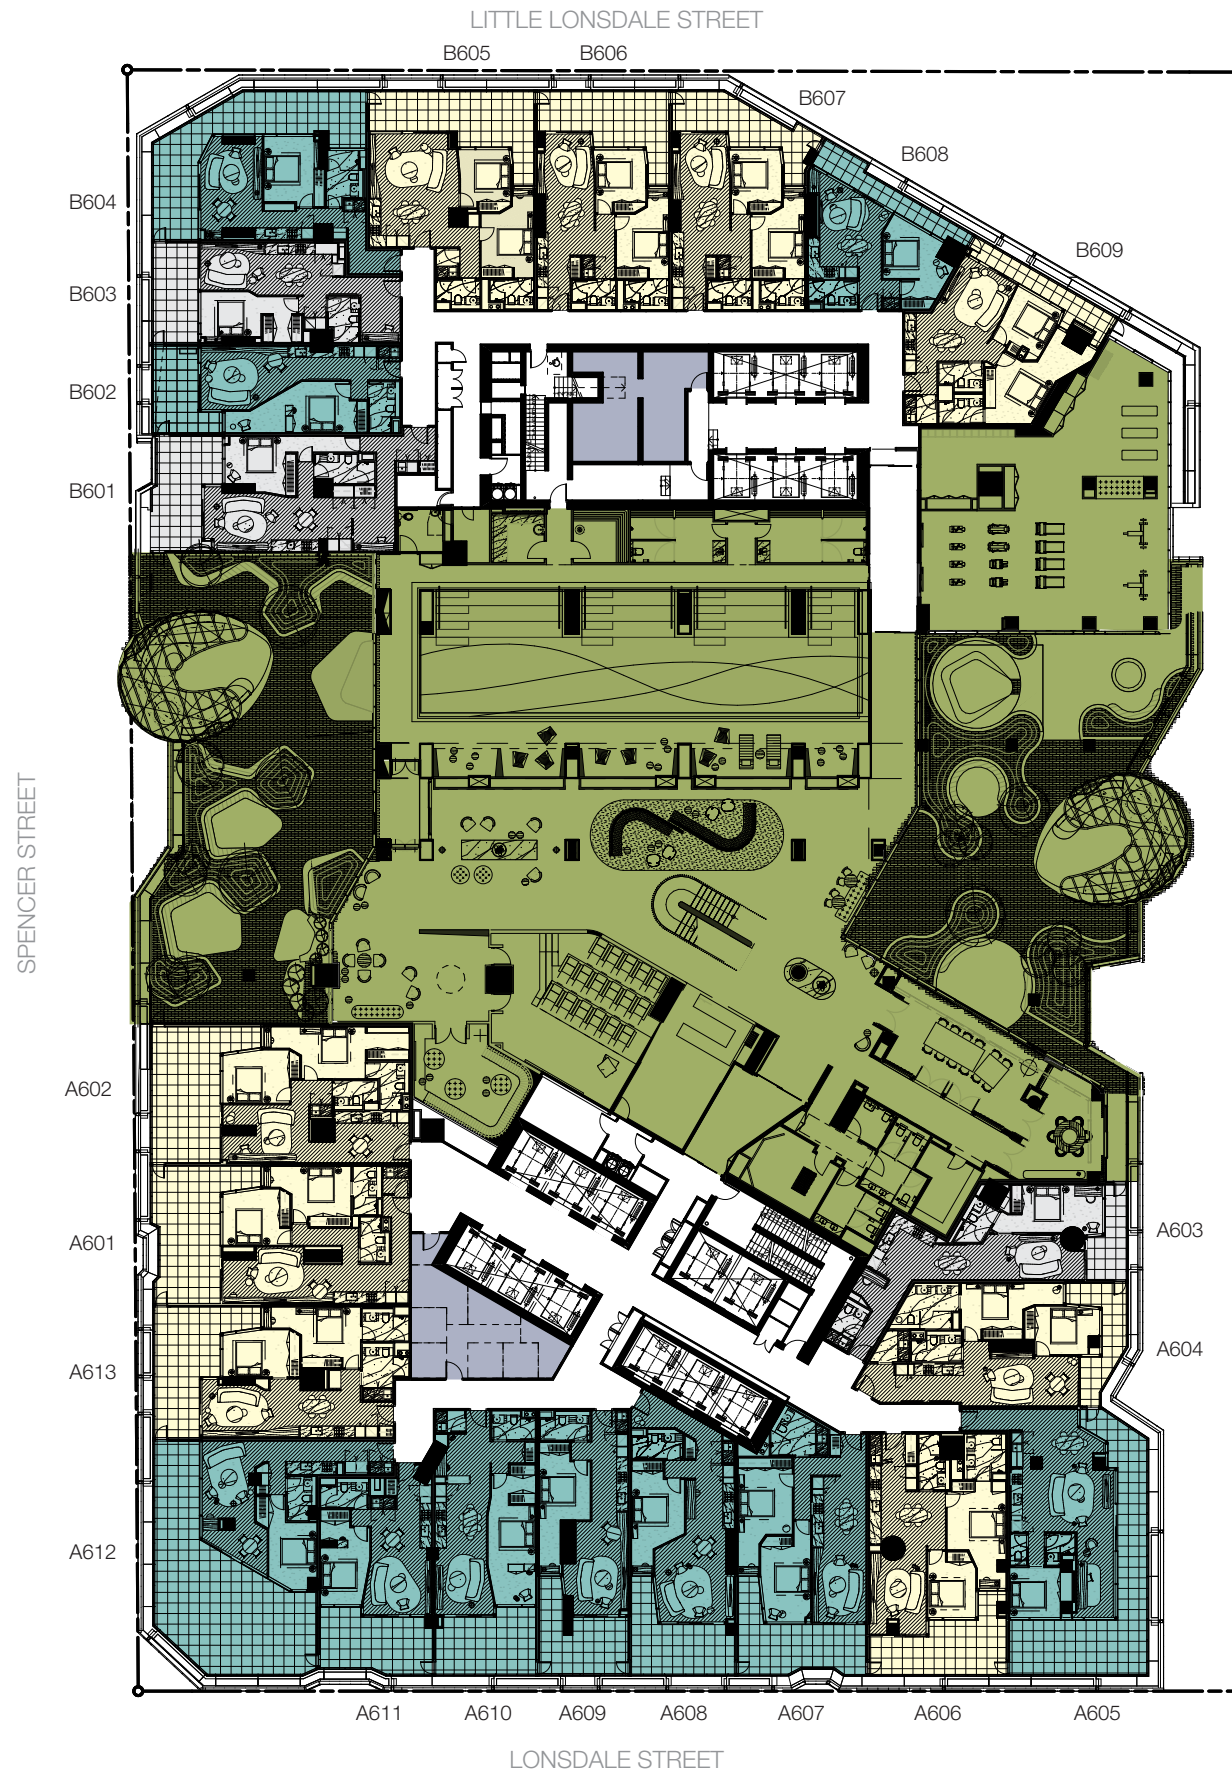 LITTLE LONSDALE STREET
B605
B606
B607
B608
B604
B609
B603
B602
B601
SPENCER STREET
A602
A601
A603
A604
A613
A612
A611
A610
A609
A608
A607
A606
A605
LONSDALE STREET